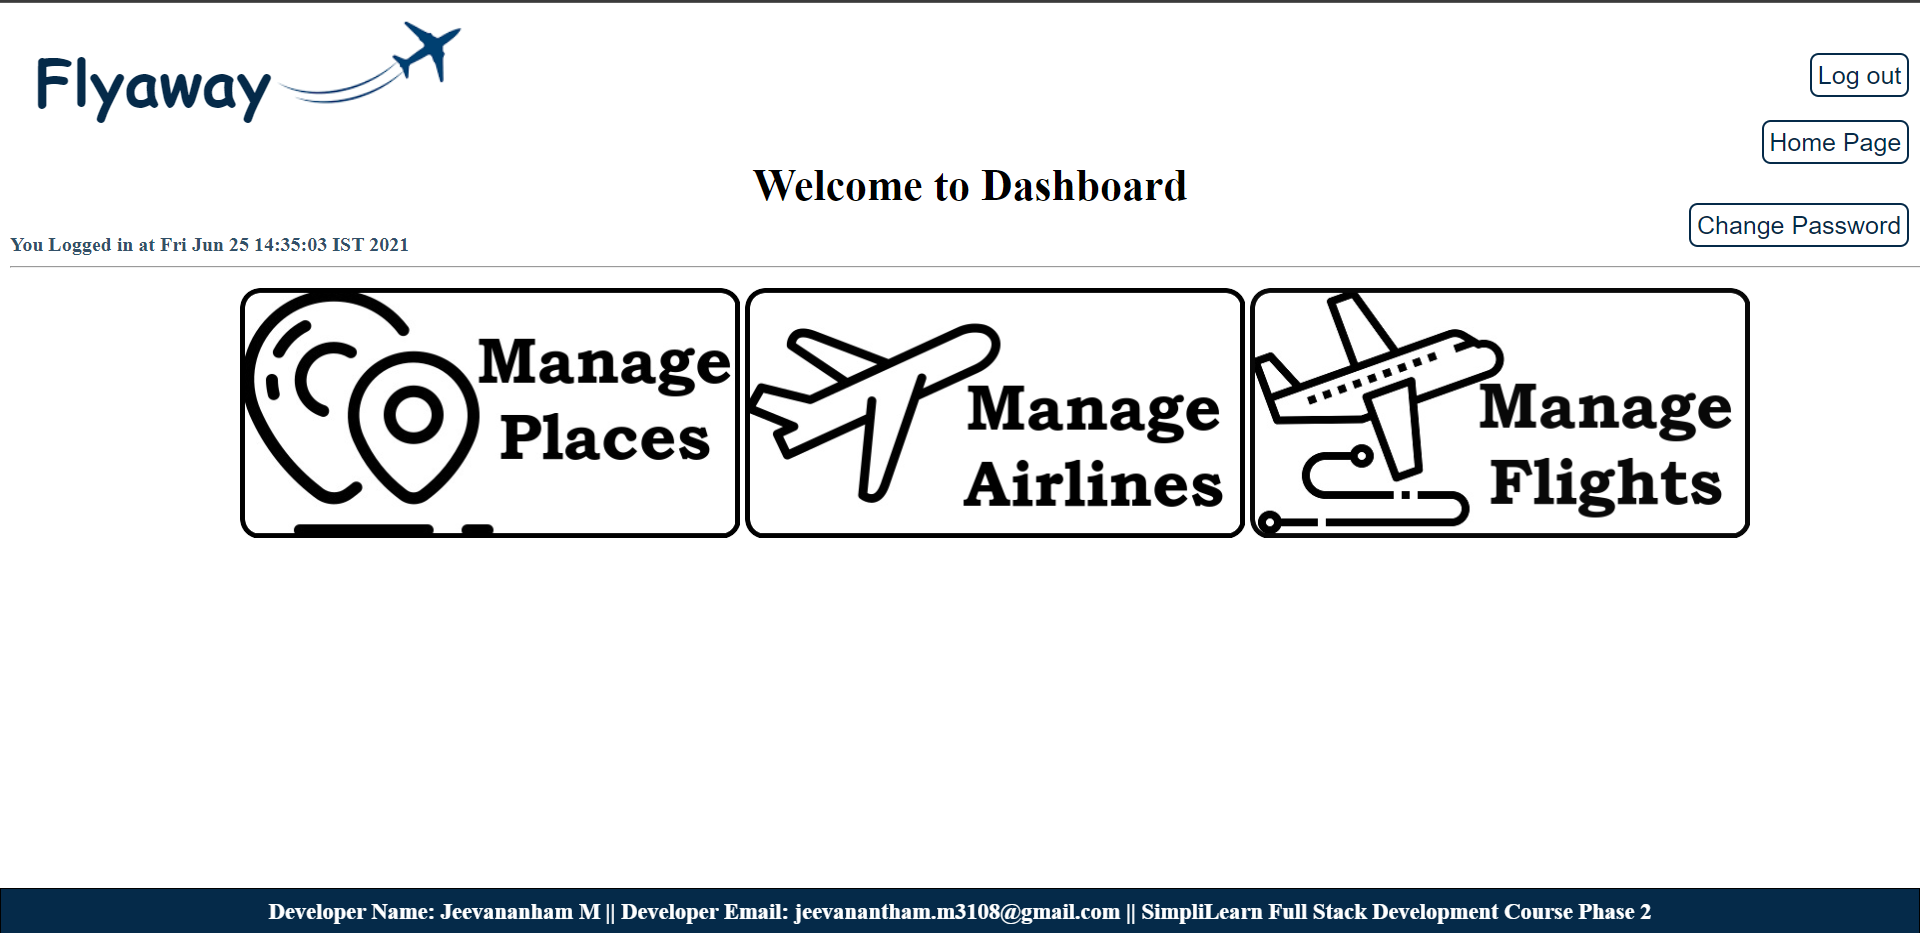 Flyaway
Log out
Home Page
Welcome to Dashboard
Change Password
You Logged in at Fri Jun 25 14:35:03 IST 2021
Manage
Places
Manage
Airlines
Manage
Flights
Developer Name: Jeevananham M || Developer Email: jeevanantham.m3108@gmail.com || SimpliLearn Full Stack Development Course Phase 2